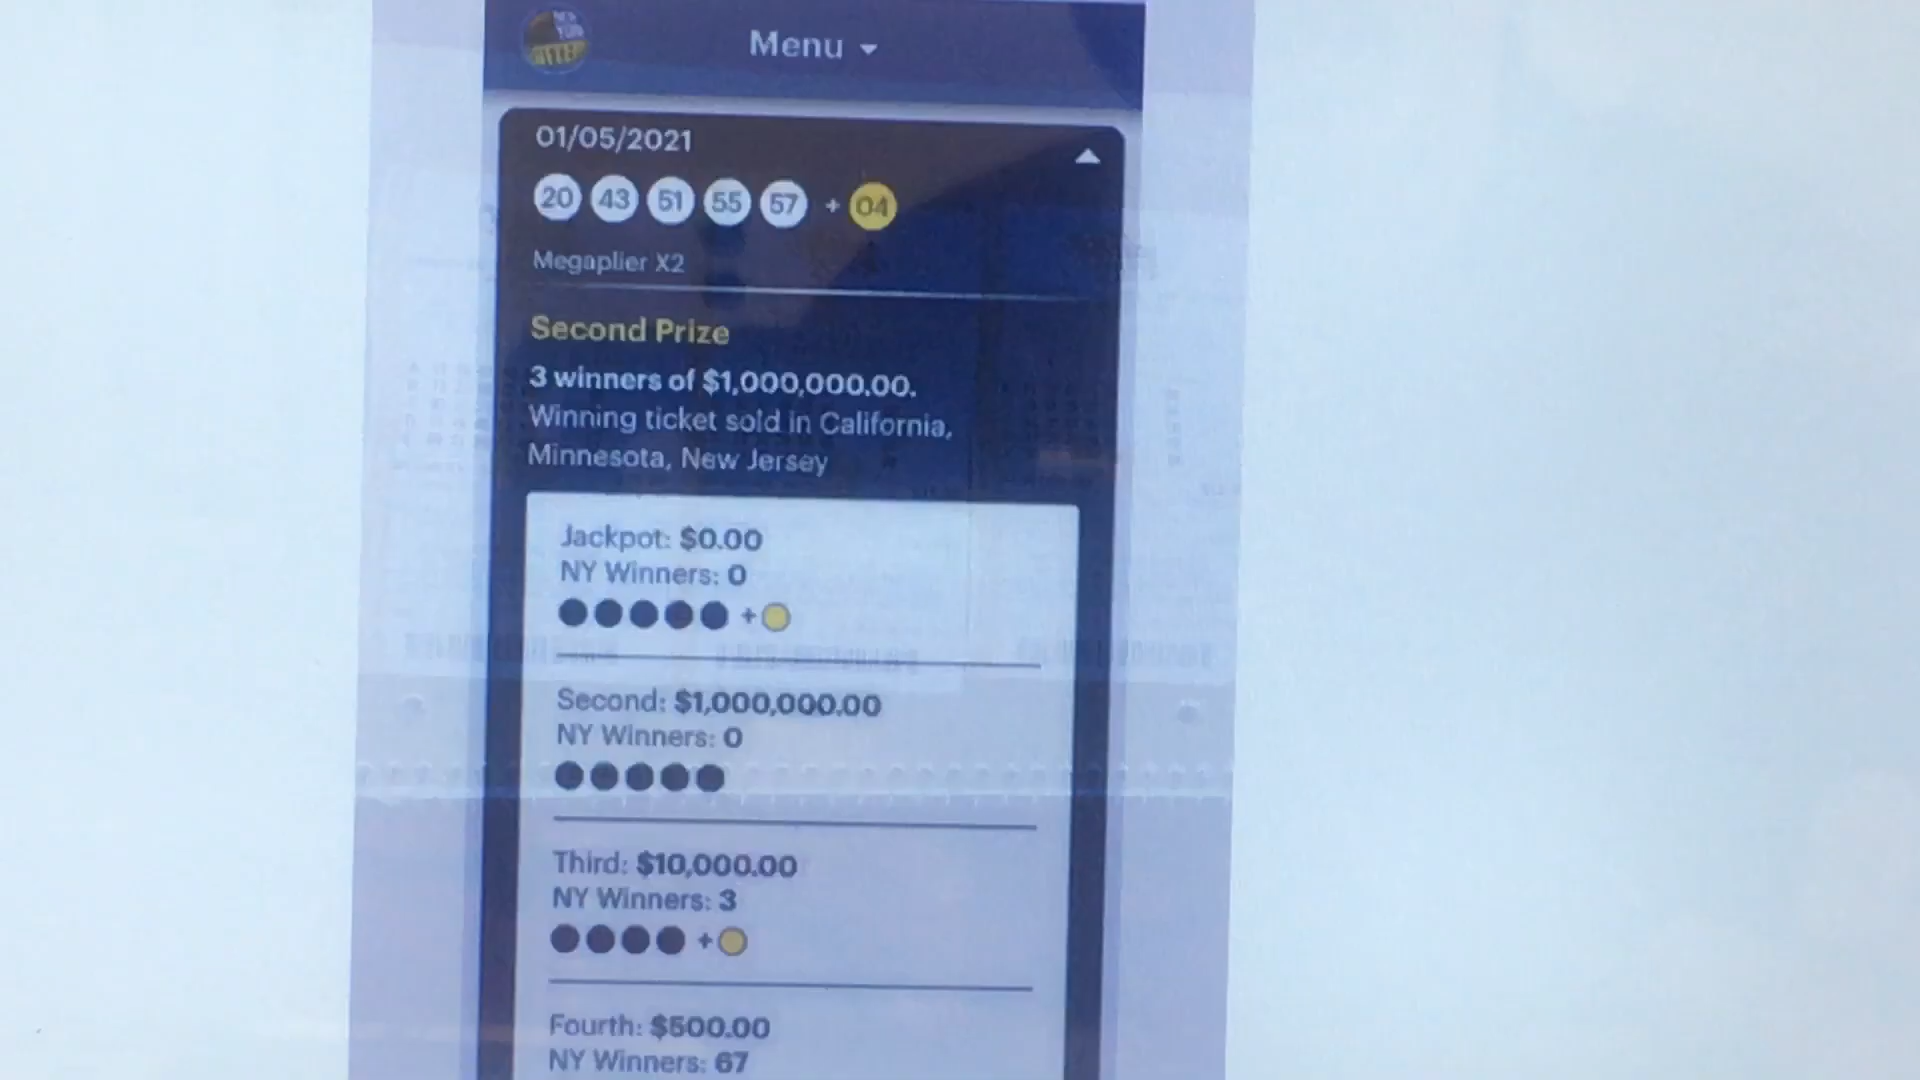 Menu
01/05/2021
20 43 51 55 57 + 04
Megaplier X2
Second Prize
3 winners of $1,000,000.00.
Winning ticket sold in California,
Minnesota, New Jersey
Jackpot: $0.00
NY Winners: 0
+
Second: $1,000,000.00
NY Winners: 0
Third: $10,000.00
NY Winners: 3
+
Fourth: $500.00
NY Winners: 67